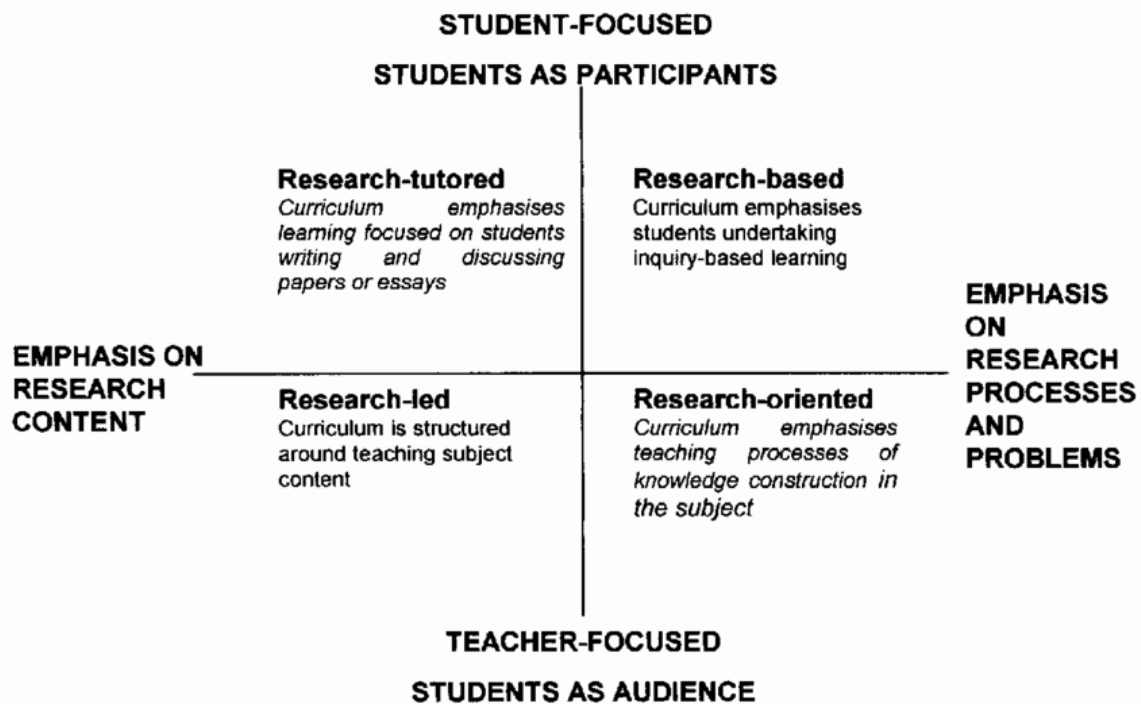 STUDENT-FOCUSED
STUDENTS AS PARTICIPANTS
Research-tutored
Curriculum emphasises
learning focused on students
writing and discussing
papers or essays
Research-based
Curriculum emphasises
students undertaking
inquiry-based learning
EMPHASIS ON
RESEARCH
CONTENT
EMPHASIS
ON
RESEARCH
PROCESSES
AND
PROBLEMS
Research-led
Curriculum is structured
around teaching subject
content
Research-oriented
Curriculum emphasises
teaching processes of
knowledge construction in
the subject
TEACHER-FOCUSED
STUDENTS AS AUDIENCE